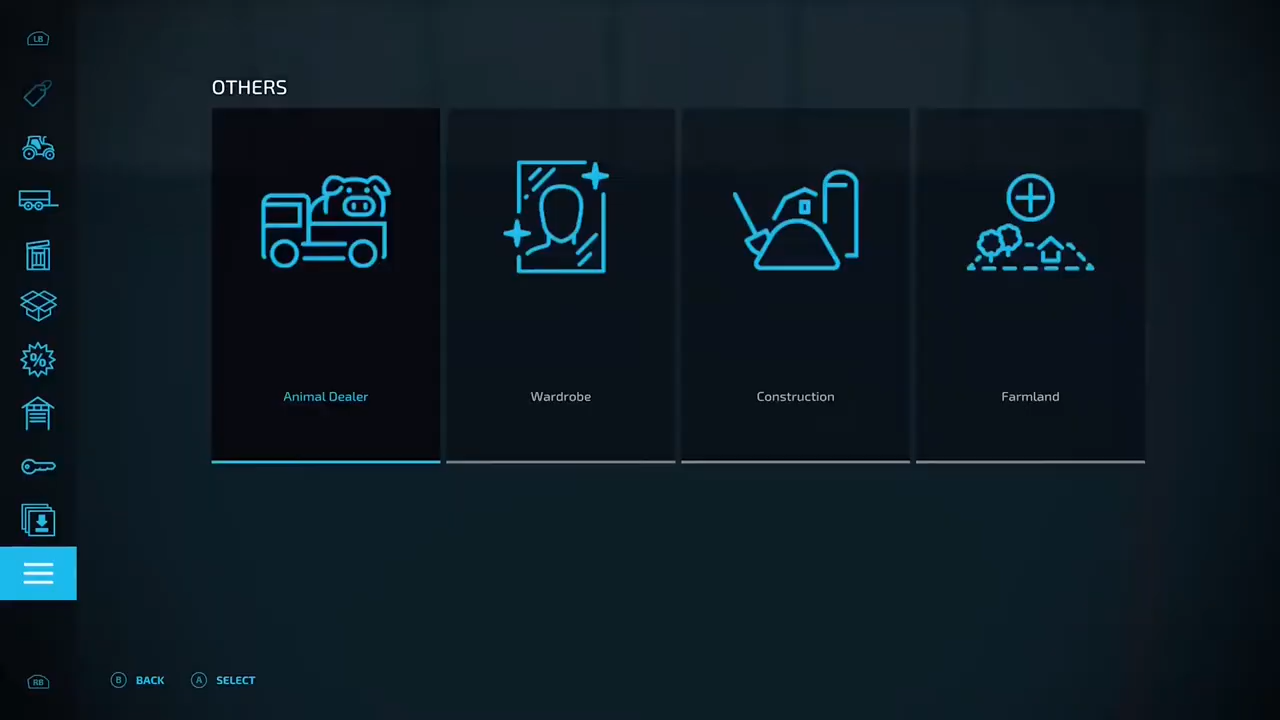 LB
OTHERS
%
Animal Dealer
Wardrobe
Construction
Farmland
RB
B BACK
A SELECT